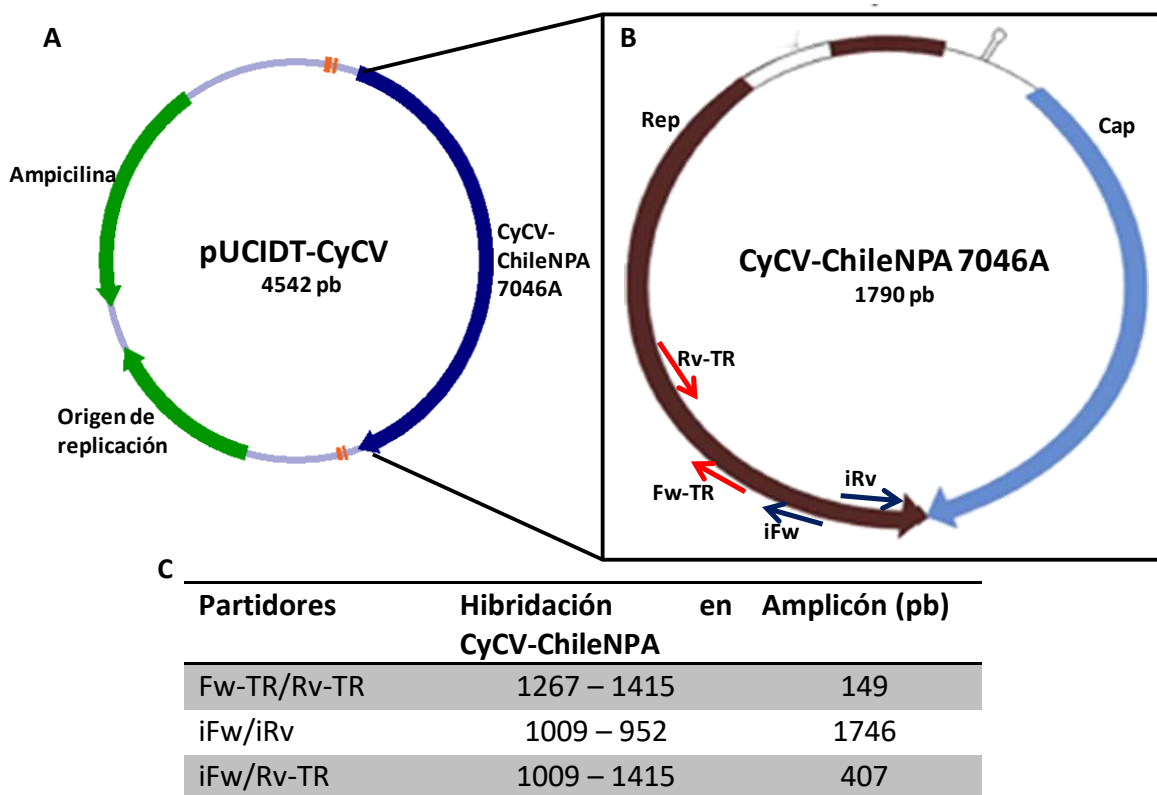 A
Ampicilina
pUCIDT-CyCV
4542 pb
CyCV-
ChileNPA
7046A
Origen de
replicación
B
Rep
Cap
CyCV-ChileNPA 7046A
1790 pb
Rv-TR
Fw-TR
iFw
iRv
C
Partidores Hibridación en Amplicón (pb)
CyCV-ChileNPA
Fw-TR/Rv-TR 1267 – 1415 149
iFw/iRv 1009 – 952 1746
iFw/Rv-TR 1009 – 1415 407